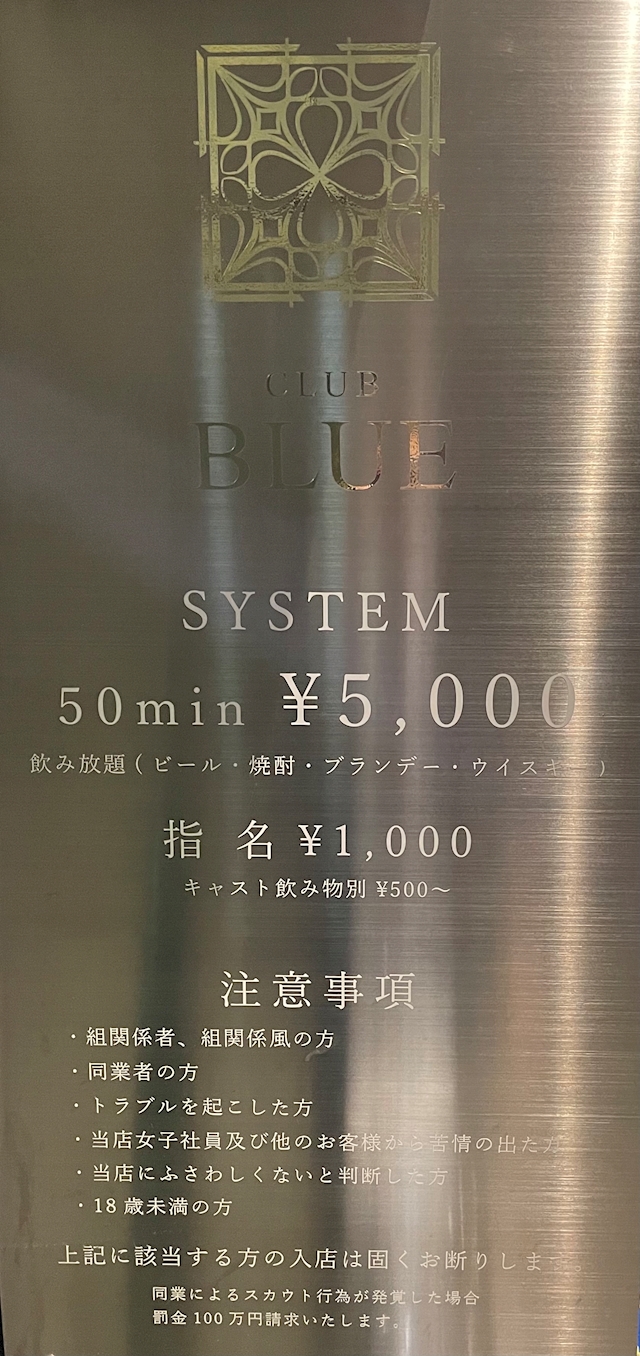 CLUB
BLUE
SYSTEM
50min ¥5,000
飲み放題(ビール・焼酎・ブランデー・ウイスキー)
指 名 ¥1,000
キャスト飲み物別 ¥500〜
注意事項
・組関係者、組関係風の方
・同業者の方
・トラブルを起こした方
・当店女子社員及び他のお客様から苦情の出た方
・当店にふさわしくないと判断した方
・18歳未満の方
上記に該当する方の入店は固くお断りします。
同業によるスカウト行為が発覚した場合
罰金100万円請求いたします。